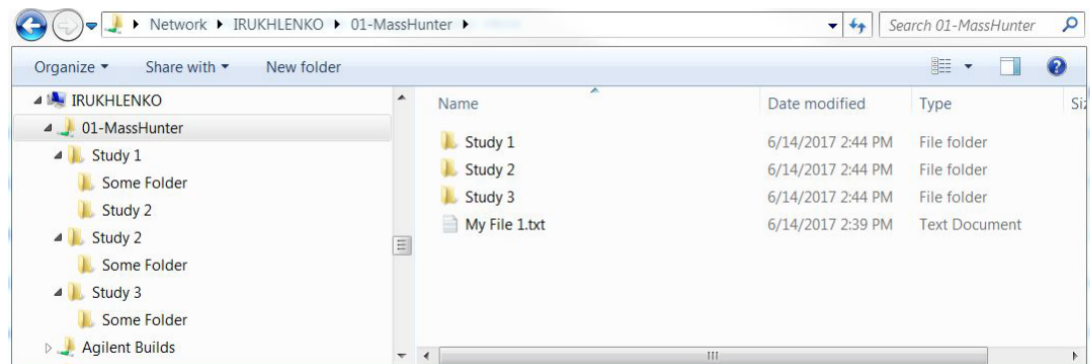 Network IRUKHLENKO 01-MassHunter Search 01-MassHunter
Organize Share with New folder
IRUKHLENKO
01-MassHunter
Study 1
Some Folder
Study 2
Study 2
Some Folder
Study 3
Some Folder
Agilent Builds
Name Date modified Type
Study 1 6/14/2017 2:44 PM File folder
Study 2 6/14/2017 2:44 PM File folder
Study 3 6/14/2017 2:44 PM File folder
My File 1.txt 6/14/2017 2:39 PM Text Document